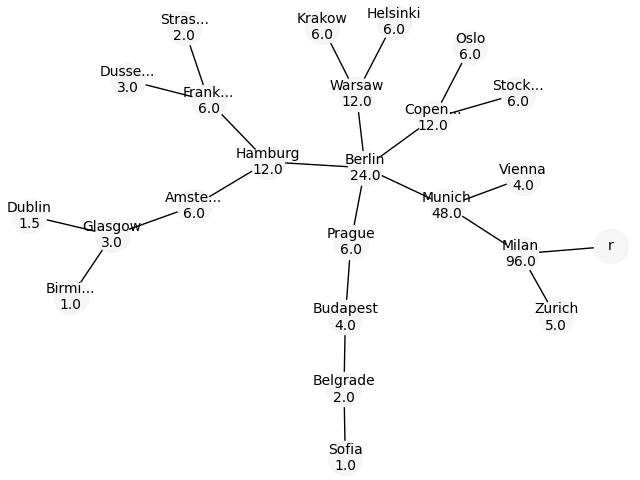 Stras...
2.0
Krakow
6.0
Helsinki
6.0
Oslo
6.0
Dusse...
3.0
Frank...
6.0
Warsaw
12.0
Stock...
6.0
Copen...
12.0
Hamburg
12.0
Berlin
24.0
Vienna
4.0
Amste...
6.0
Munich
48.0
Dublin
1.5
Glasgow
3.0
Prague
6.0
Milan
96.0
r
Birmi...
1.0
Budapest
4.0
Zurich
5.0
Belgrade
2.0
Sofia
1.0